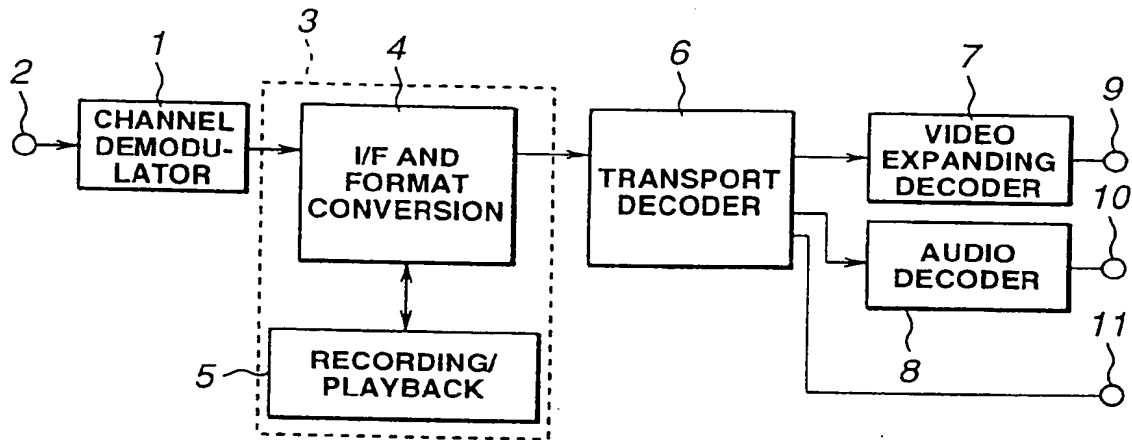 1
2
CHANNEL
DEMODU-
LATOR
3
4
I/F AND
FORMAT
CONVERSION
5
RECORDING/
PLAYBACK
6
TRANSPORT
DECODER
7
VIDEO
EXPANDING
DECODER
9
10
AUDIO
DECODER
8
11